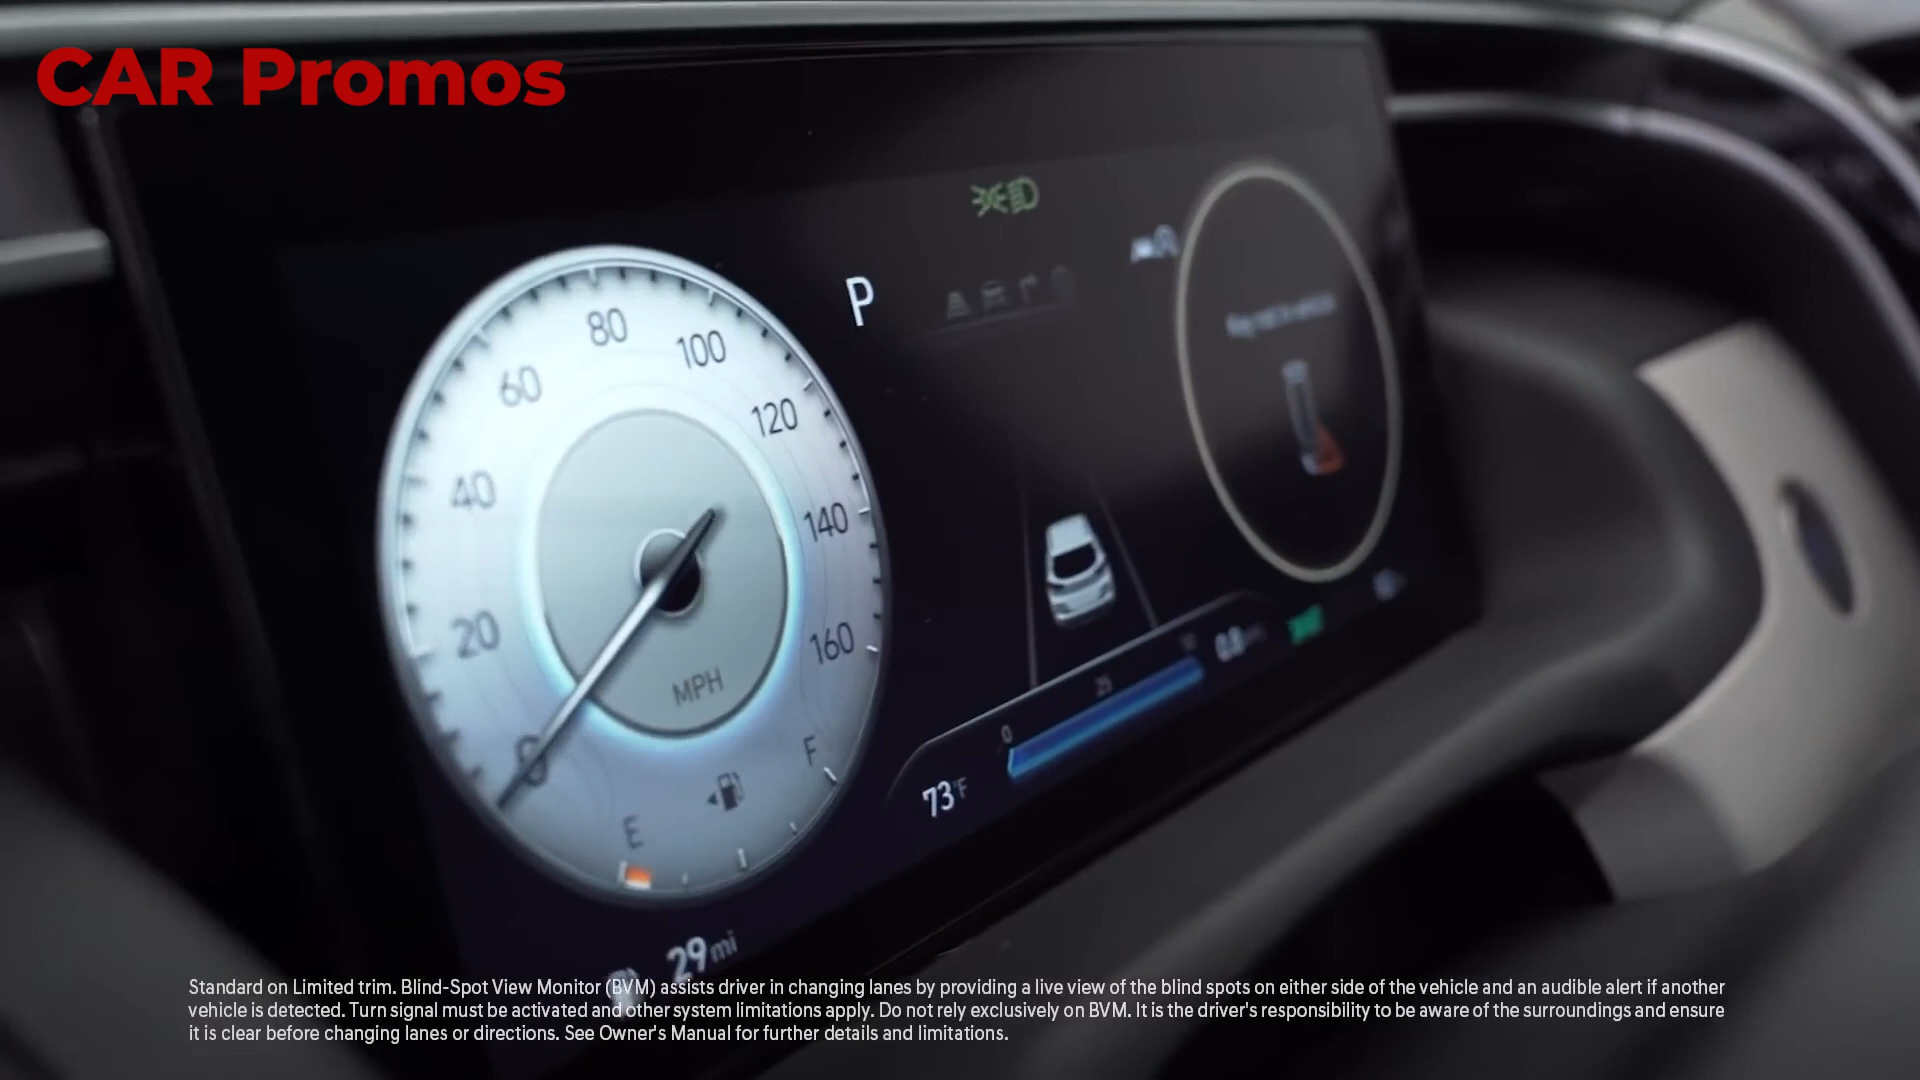 CAR Promos
P
80
100
60
120
40
140
20
160
MPH
0
F
E
25
0
0.8
73°F
29 mi
Standard on Limited trim. Blind-Spot View Monitor (BVM) assists driver in changing lanes by providing a live view of the blind spots on either side of the vehicle and an audible alert if another
vehicle is detected. Turn signal must be activated and other system limitations apply. Do not rely exclusively on BVM. It is the driver's responsibility to be aware of the surroundings and ensure
it is clear before changing lanes or directions. See Owner's Manual for further details and limitations.